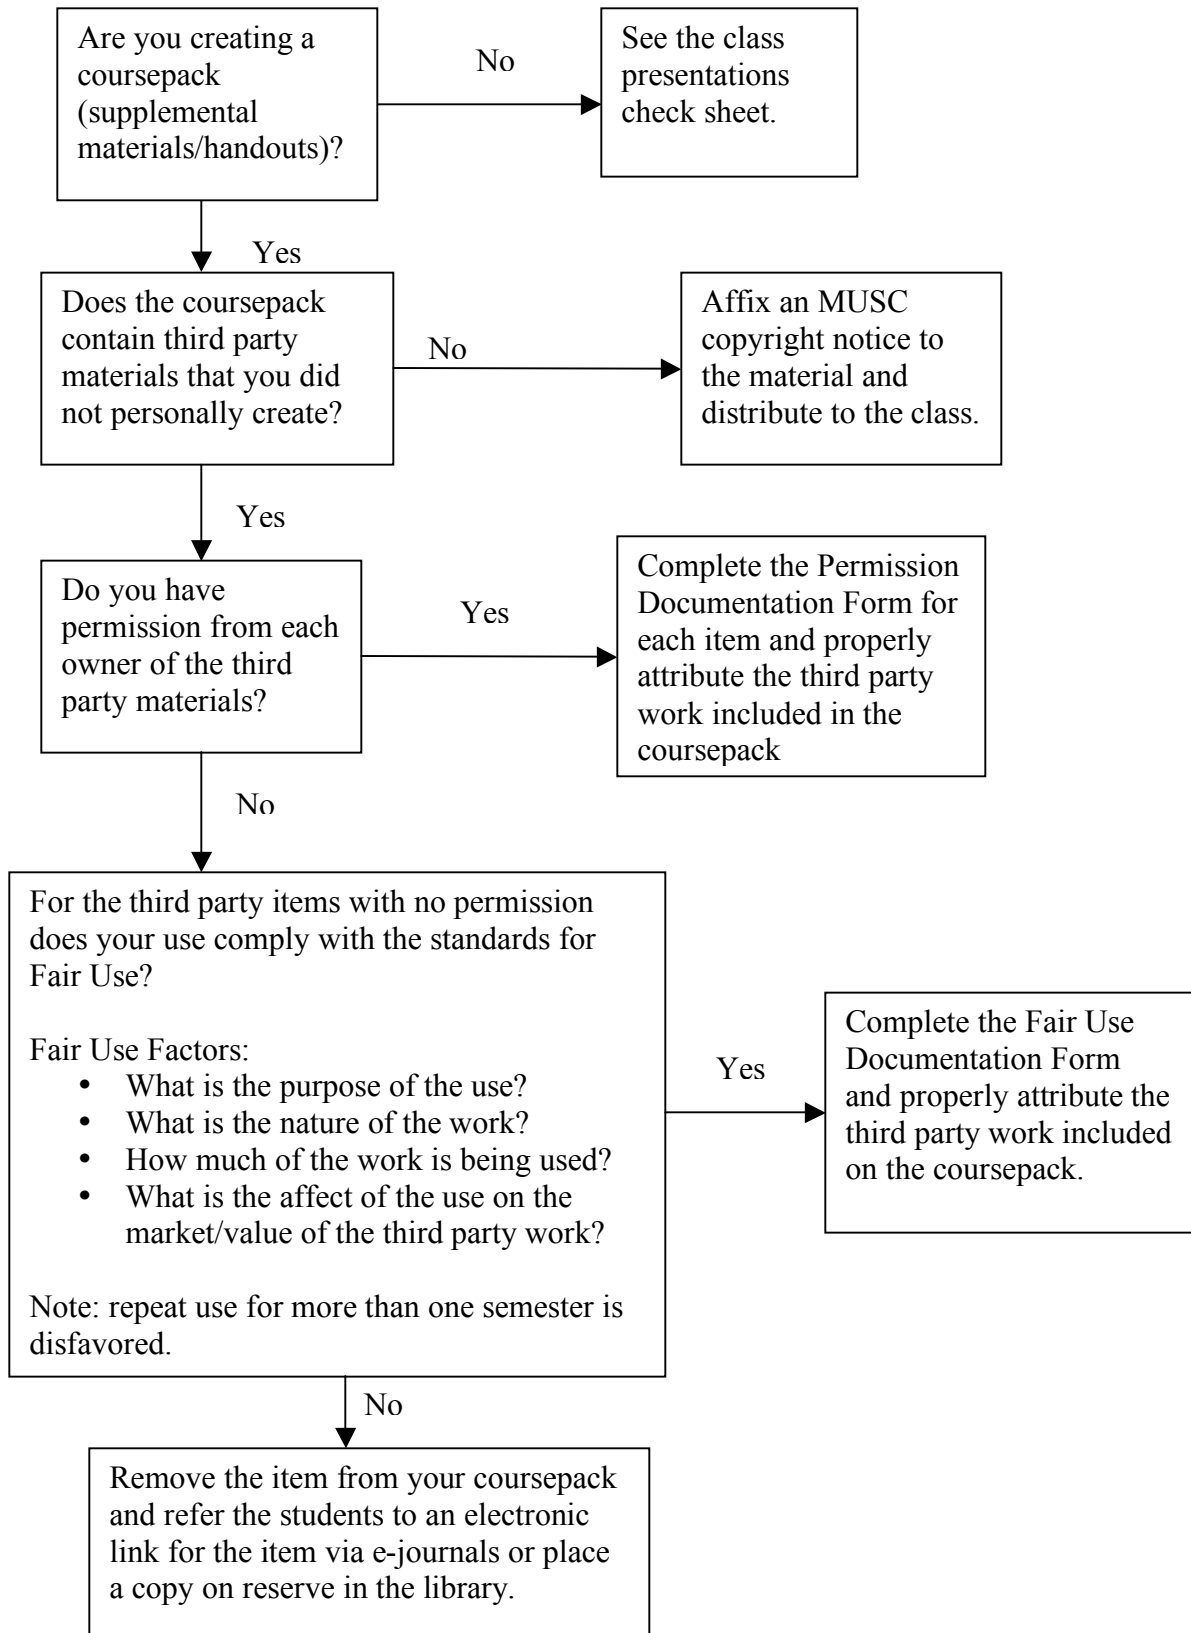 Are you creating a
coursepack
(supplemental
materials/handouts)?
No
See the class
presentations
check sheet.
Yes
Does the coursepack
contain third party
materials that you did
not personally create?
No
Affix an MUSC
copyright notice to
the material and
distribute to the class.
Yes
Do you have
permission from each
owner of the third
party materials?
Yes
Complete the Permission
Documentation Form for
each item and properly
attribute the third party
work included in the
coursepack
No
For the third party items with no permission
does your use comply with the standards for
Fair Use?
Fair Use Factors:
• What is the purpose of the use?
• What is the nature of the work?
• How much of the work is being used?
• What is the affect of the use on the
market/value of the third party work?
Note: repeat use for more than one semester is
disfavored.
Yes
Complete the Fair Use
Documentation Form
and properly attribute the
third party work included
on the coursepack.
No
Remove the item from your coursepack
and refer the students to an electronic
link for the item via e-journals or place
a copy on reserve in the library.